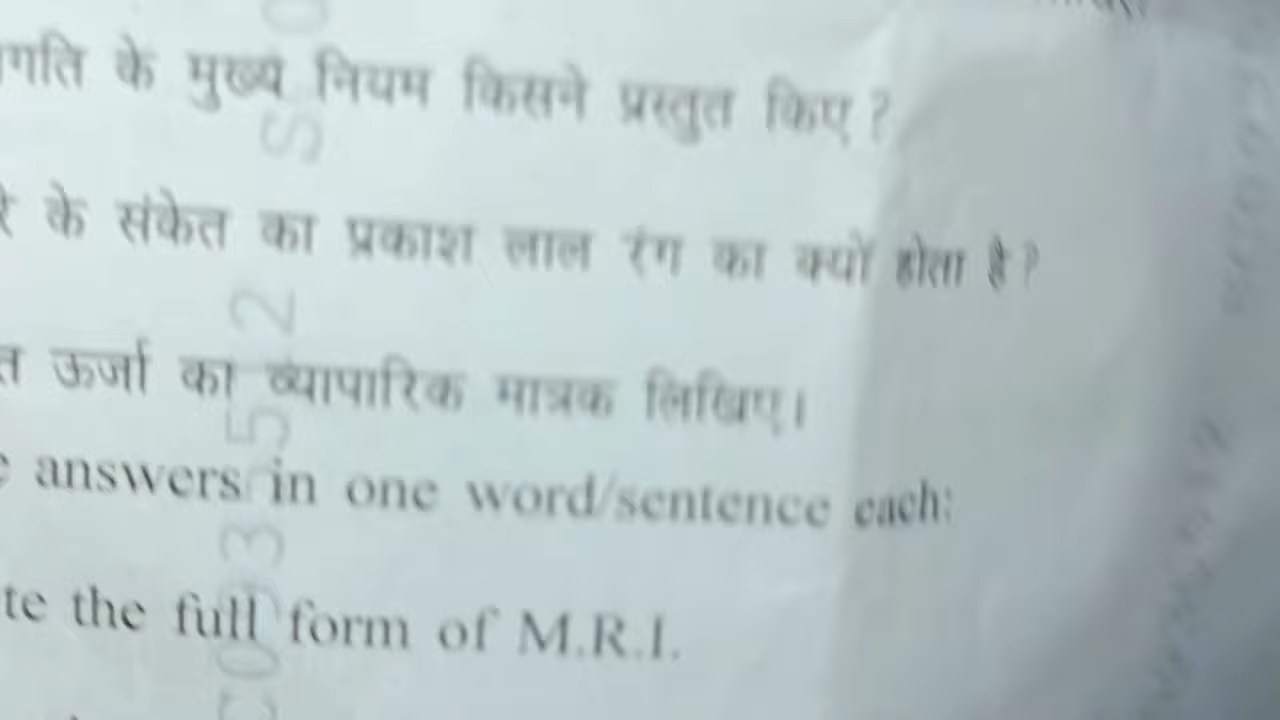 गति के मुख्य नियम किसने प्रस्तुत किए ?
के संकेत का प्रकाश लाल रंग का क्यों होता है ?
ऊर्जा का व्यापारिक मात्रक लिखिए।
answers in one word/sentence each:
te the full form of M.R.I.